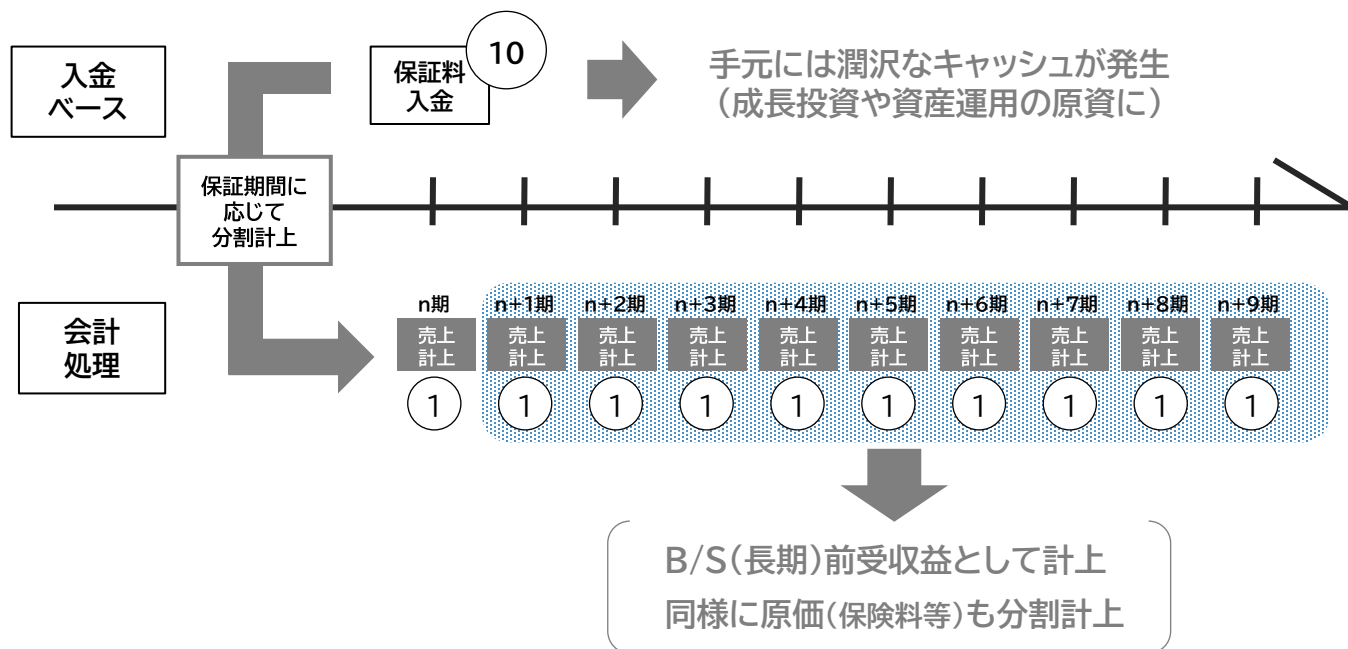 入金
ベース
保証料
入金
10
手元には潤沢なキャッシュが発生
（成長投資や資産運用の原資に）
保証期間に
応じて
分割計上
会計
処理
n期 n+1期 n+2期 n+3期 n+4期 n+5期 n+6期 n+7期 n+8期 n+9期
売上 売上 売上 売上 売上 売上 売上 売上 売上 売上
計上 計上 計上 計上 計上 計上 計上 計上 計上 計上
1 1 1 1 1 1 1 1 1 1
B/S（長期）前受収益として計上
同様に原価（保険料等）も分割計上